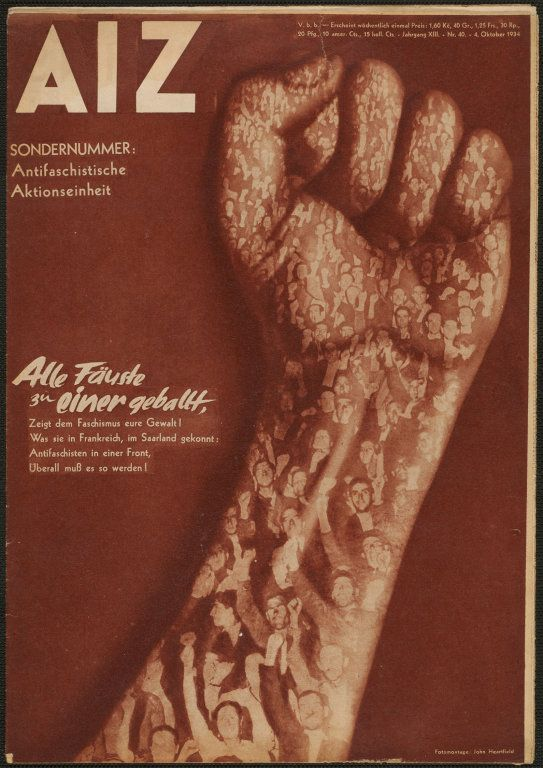 AIZ
V. b. b. — Erscheint wöchentlich einmal Preis: 1,60 Kč, 40 Gr., 1,25 Frs., 30 Rp.,
20 Pfg., 10 amer. Cts., 15 holl. Cts. - Jahrgang XIII. - Nr. 40. - 4. Oktober 1934
SONDERNUMMER:
Antifaschistische
Aktionseinheit
Alle Fäuste
zu einer geballt,
Zeigt dem Faschismus eure Gewalt!
Was sie in Frankreich, im Saarland gekonnt:
Antifaschisten in einer Front,
Überall muß es so werden!
Fotomontage: John Heartfield